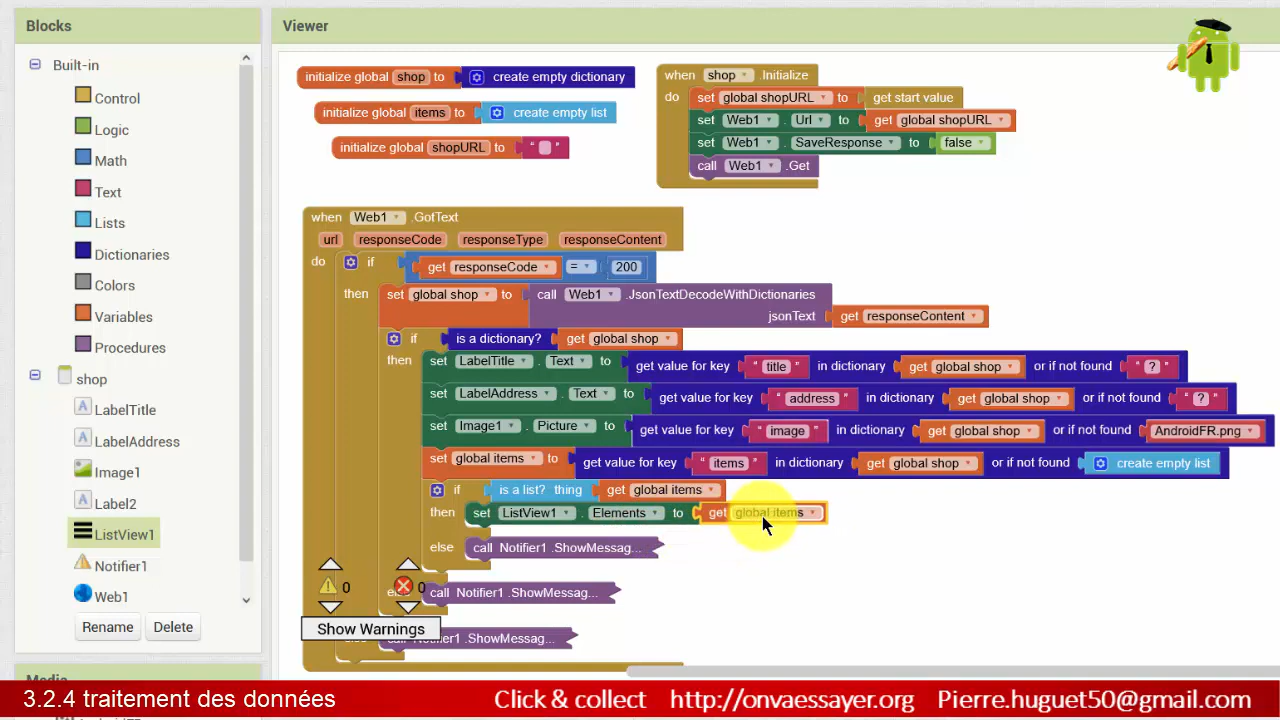 Blocks
Viewer
Built-in
Control
Logic
Math
Text
Lists
Dictionaries
Colors
Variables
Procedures
shop
LabelTitle
LabelAddress
Image1
Label2
ListView1
Notifier1
Web1
Rename Delete
initialize global shop to create empty dictionary
initialize global items to create empty list
initialize global shopURL to “ ”
when shop .Initialize
do set global shopURL to get start value
set Web1 . Url to get global shopURL
set Web1 . SaveResponse to false
call Web1 .Get
when Web1 .GotText
url responseCode responseType responseContent
do if get responseCode = 200
then set global shop to call Web1 .JsonTextDecodeWithDictionaries
jsonText get responseContent
if is a dictionary? get global shop
then set LabelTitle . Text to get value for key “ title ” in dictionary get global shop or if not found “ ? ”
set LabelAddress . Text to get value for key “ address ” in dictionary get global shop or if not found “ ? ”
set Image1 . Picture to get value for key “ image ” in dictionary get global shop or if not found AndroidFR.png
set global items to get value for key “ items ” in dictionary get global shop or if not found create empty list
if is a list? thing get global items
then set ListView1 . Elements to get global items
else call Notifier1 .ShowMessag...
call Notifier1 .ShowMessag...
call Notifier1 .ShowMessag...
0 0
Show Warnings
3.2.4 traitement des données Click & collect http://onvaessayer.org Pierre.huguet50@gmail.com